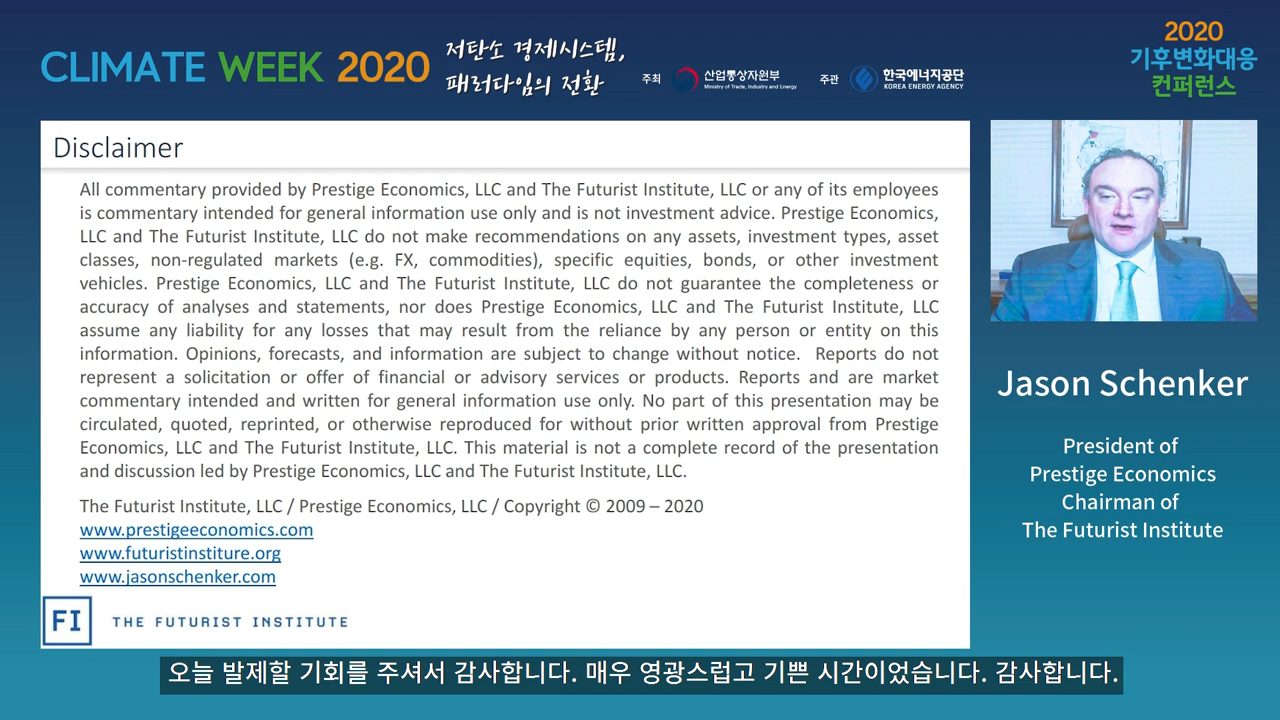 CLIMATE WEEK 2020
저탄소 경제시스템,
패러다임의 전환
주최
산업통상자원부
Ministry of Trade, Industry and Energy
주관
한국에너지공단
KOREA ENERGY AGENCY
2020
기후변화대응
컨퍼런스
Disclaimer
All commentary provided by Prestige Economics, LLC and The Futurist Institute, LLC or any of its employees
is commentary intended for general information use only and is not investment advice. Prestige Economics,
LLC and The Futurist Institute, LLC do not make recommendations on any assets, investment types, asset
classes, non-regulated markets (e.g. FX, commodities), specific equities, bonds, or other investment
vehicles. Prestige Economics, LLC and The Futurist Institute, LLC do not guarantee the completeness or
accuracy of analyses and statements, nor does Prestige Economics, LLC and The Futurist Institute, LLC
assume any liability for any losses that may result from the reliance by any person or entity on this
information. Opinions, forecasts, and information are subject to change without notice. Reports do not
represent a solicitation or offer of financial or advisory services or products. Reports and are market
commentary intended and written for general information use only. No part of this presentation may be
circulated, quoted, reprinted, or otherwise reproduced for without prior written approval from Prestige
Economics, LLC and The Futurist Institute, LLC. This material is not a complete record of the presentation
and discussion led by Prestige Economics, LLC and The Futurist Institute, LLC.
The Futurist Institute, LLC / Prestige Economics, LLC / Copyright © 2009 – 2020
www.prestigeeconomics.com
www.futuristinstiture.org
www.jasonschenker.com
FI
THE FUTURIST INSTITUTE
Jason Schenker
President of
Prestige Economics
Chairman of
The Futurist Institute
오늘 발제할 기회를 주셔서 감사합니다. 매우 영광스럽고 기쁜 시간이었습니다. 감사합니다.